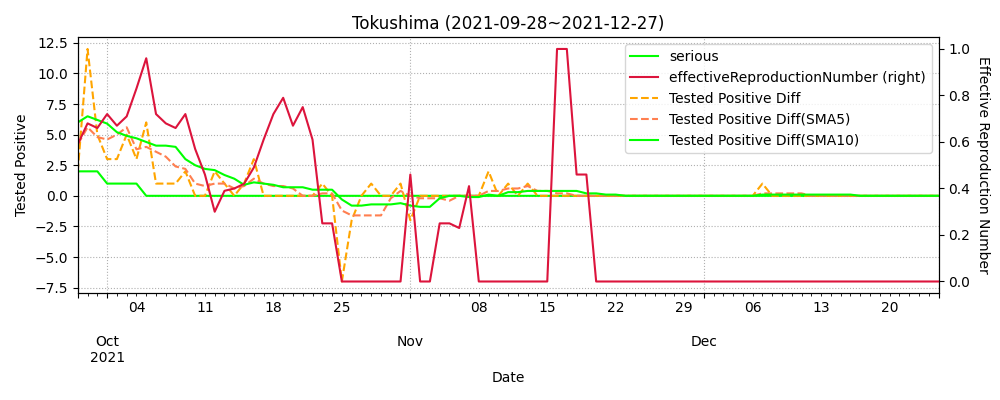 Tokushima (2021-09-28~2021-12-27)
12.5
10.0
7.5
5.0
2.5
0.0
−2.5
−5.0
−7.5
Tested Positive
serious
effectiveReproductionNumber (right)
Tested Positive Diff
Tested Positive Diff(SMA5)
Tested Positive Diff(SMA10)
1.0
0.8
0.6
0.4
0.2
0.0
Effective Reproduction Number
04 11 18 25 08 15 22 29 06 13 20
Oct Nov Dec
2021
Date